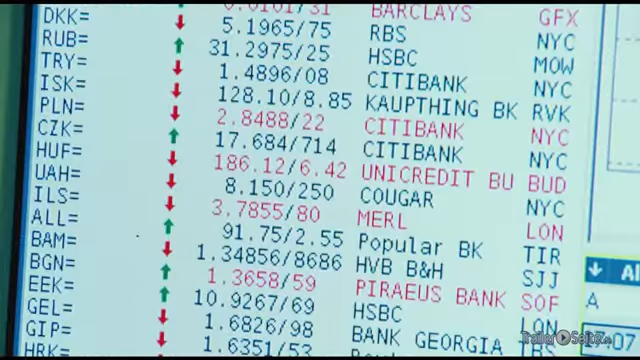 0.0101/31 BARCLAYS GFX
DKK= 5.1965/75 RBS NYC
RUB= 31.2975/25 HSBC MOW
TRY= 1.4896/08 CITIBANK NYC
ISK= 128.10/8.85 KAUPTHING BK RVK
PLN= 2.8488/22 CITIBANK NYC
CZK= 17.684/714 CITIBANK NYC
HUF= 186.12/6.42 UNICREDIT BU BUD
UAH= 8.150/250 COUGAR NYC
ILS= 3.7855/80 MERL LON
ALL= 91.75/2.55 Popular BK TIR
BAM= 1.34856/8686 HVB B&H SJJ
BGN= 1.3658/59 PIRAEUS BANK SOF
EEK= 10.9267/69 HSBC LON
GEL= 1.6826/98 BANK GEORGIA TBS
GIP= 1.6351/53
HRK=
A